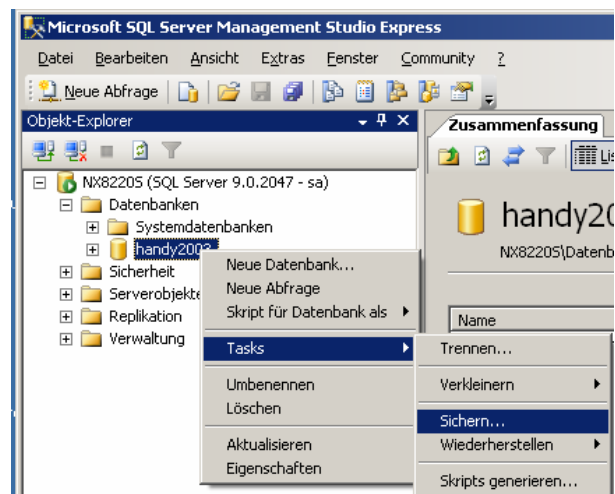 Microsoft SQL Server Management Studio Express
Datei Bearbeiten Ansicht Extras Fenster Community ?
Neue Abfrage
Objekt-Explorer
Zusammenfassung
NX8220S (SQL Server 9.0.2047 - sa)
Datenbanken
Systemdatenbanken
handy2003
Sicherheit
Serverobjekte
Replikation
Verwaltung
Neue Datenbank...
Neue Abfrage
Skript für Datenbank als
Tasks
Umbenennen
Löschen
Aktualisieren
Eigenschaften
Trennen...
Verkleinern
Sichern...
Wiederherstellen
Skripts generieren...
Lis
handy20
NX8220S\Datenb
Name